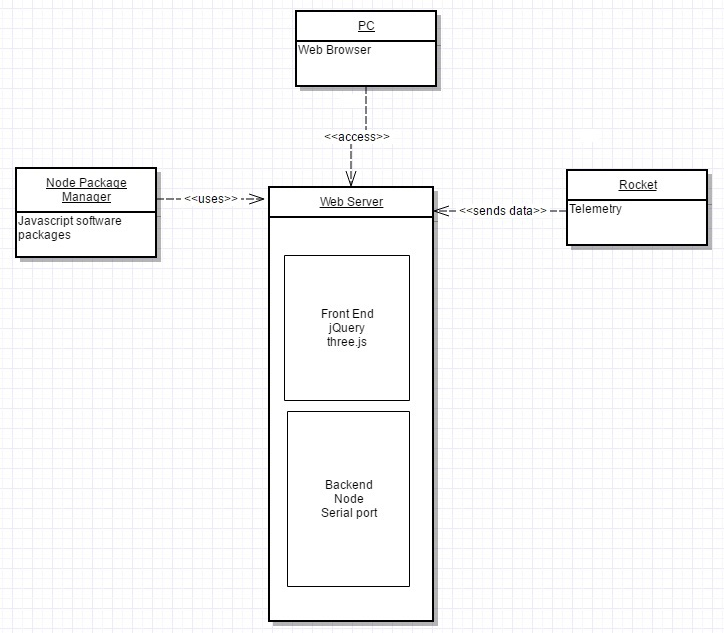 PC
Web Browser
<<access>>
Node Package
Manager
Javascript software
packages
<<uses>>
Web Server
<<sends data>>
Rocket
Telemetry
Front End
jQuery
three.js
Backend
Node
Serial port